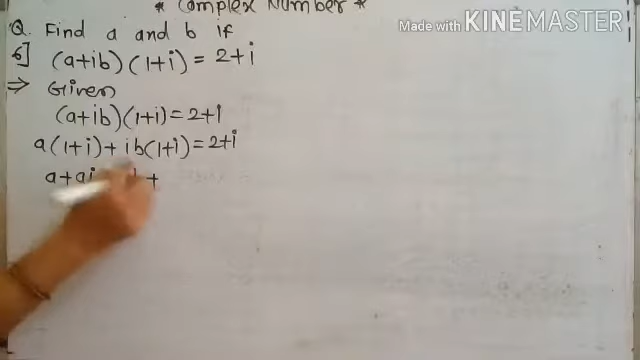 * Complex Number *
Made with KINEMASTER
Q. Find a and b if
6] (a+ib)(1+i) = 2+i
⇒ Given
(a+ib)(1+i) = 2+i
a(1+i) + ib(1+i) = 2+i
a+ai +